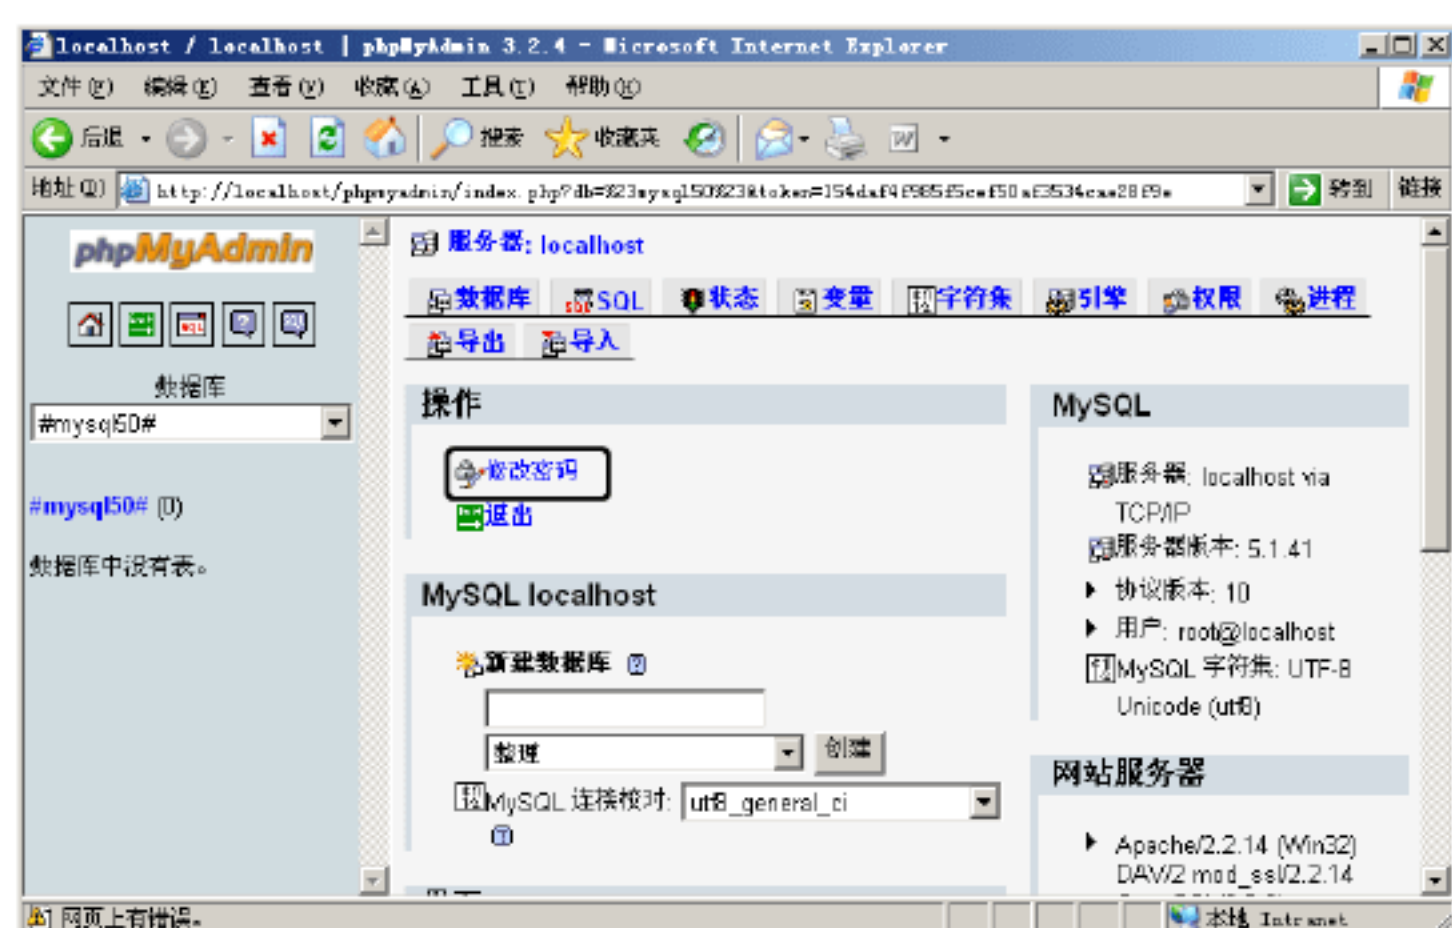 localhost / localhost | phpMyAdmin 3.2.4 - Microsoft Internet Explorer
文件(F) 编辑(E) 查看(V) 收藏(A) 工具(T) 帮助(H)
后退 搜索 收藏夹
地址(D) http://localhost/phpmyadmin/index.php?db=%23mysql50%23&token=154daf4f985f5cef50af3534cae28f9e 转到 链接
phpMyAdmin
数据库
#mysql50#
#mysql50# (0)
数据库中没有表。
服务器: localhost
数据库 SQL 状态 变量 字符集 引擎 权限 进程
导出 导入
操作
修改密码
退出
MySQL localhost
新建数据库
整理 创建
MySQL 连接校对: utf8_general_ci
MySQL
服务器: localhost via
TCP/IP
服务器版本: 5.1.41
协议版本: 10
用户: root@localhost
MySQL 字符集: UTF-8
Unicode (utf8)
网站服务器
Apache/2.2.14 (Win32)
DAV/2 mod_ssl/2.2.14
网页上有错误。 本地 Intranet